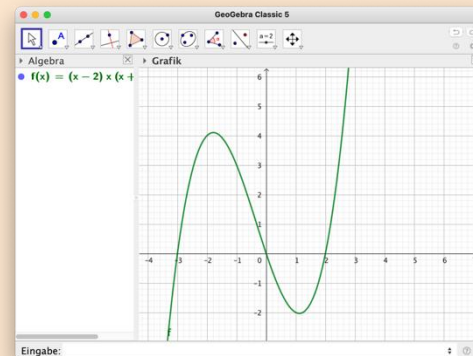 GeoGebra Classic 5
A
a=2
Algebra
Grafik
f(x) = (x − 2) x (x +
6
5
4
3
2
1
-4 -3 -2 -1 0 1 2 3 4 5 6
-1
-2
f
Eingabe: